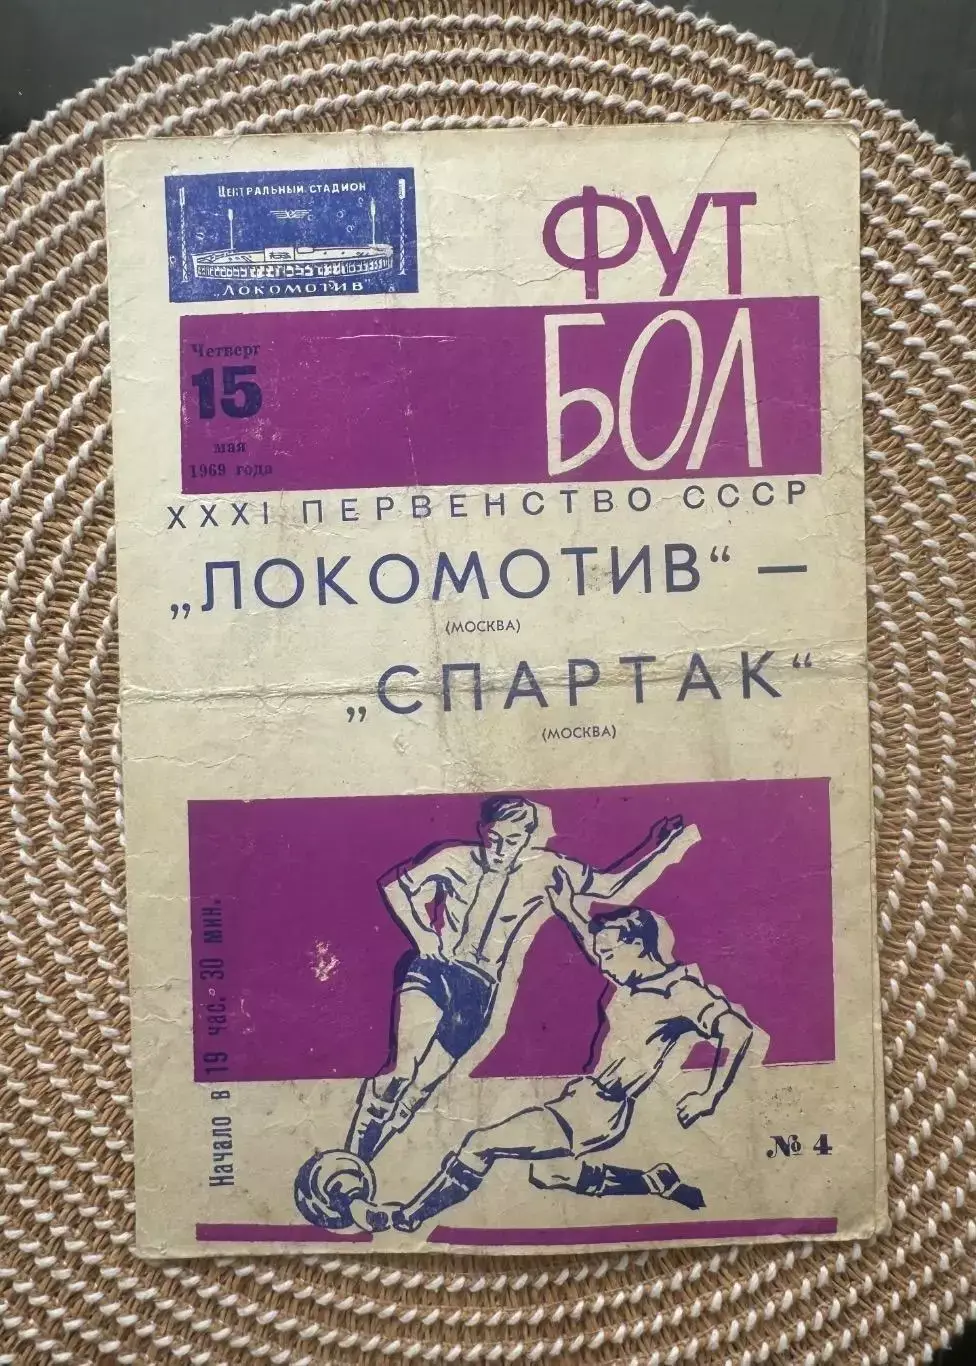 ЦЕНТРАЛЬНЫЙ СТАДИОН
„ЛОКОМОТИВ"
ФУТ
БОЛ
Четверг
15
мая
1969 года
XXXI ПЕРВЕНСТВО СССР
„ЛОКОМОТИВ“ —
(МОСКВА)
„СПАРТАК“
(МОСКВА)
Начало в 19 час. 30 мин.
№ 4